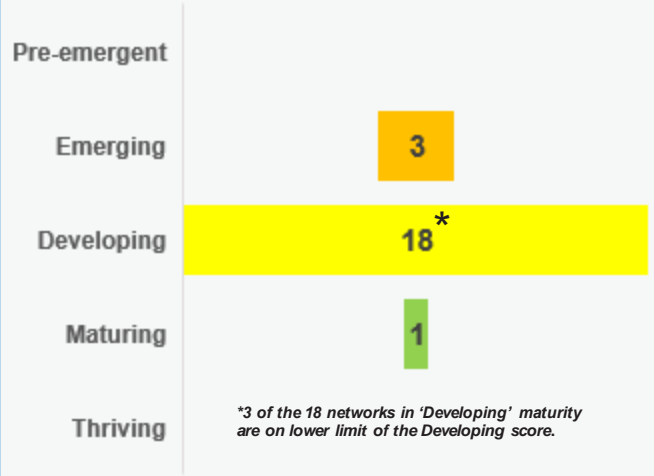 Pre-emergent
Emerging
3
Developing
18*
Maturing
1
Thriving
*3 of the 18 networks in ‘Developing’ maturity
are on lower limit of the Developing score.